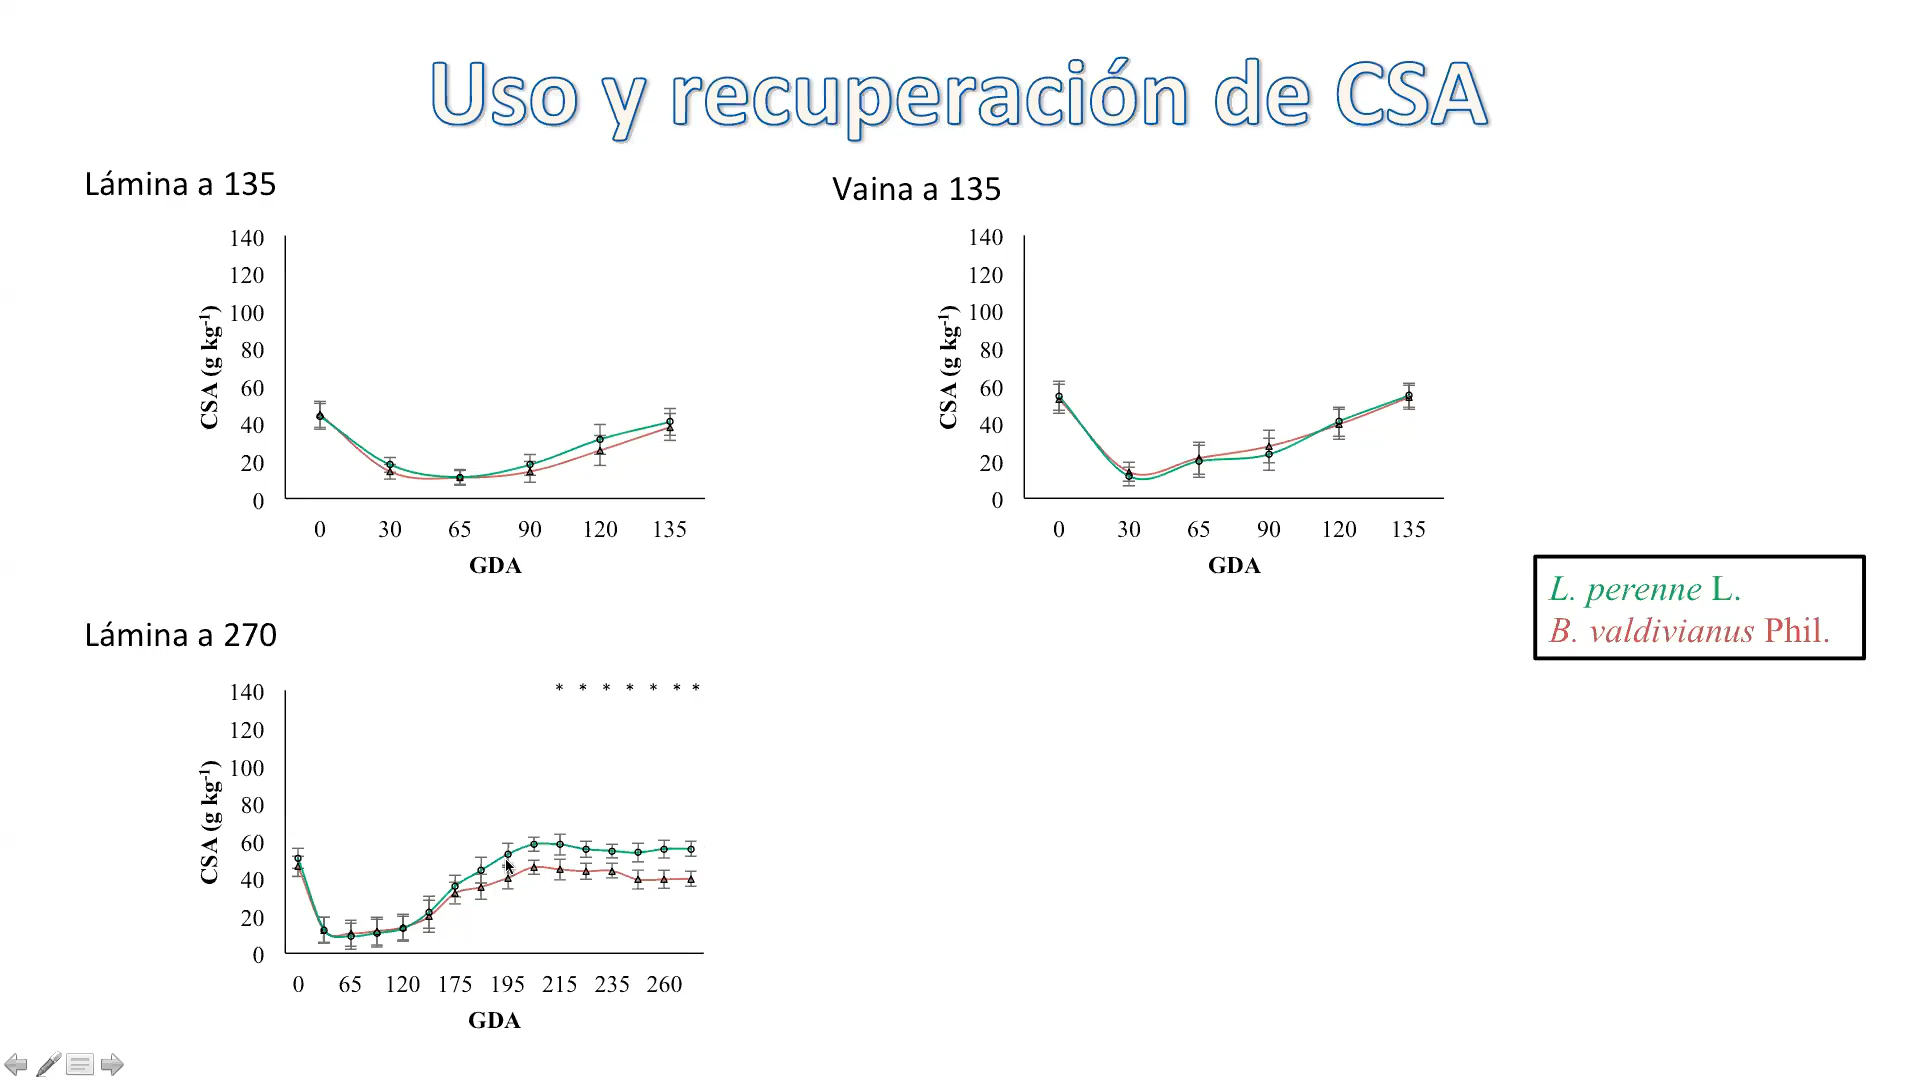 Uso y recuperación de CSA
Lámina a 135
140
120
100
80
60
40
20
0
CSA (g kg-1)
0 30 65 90 120 135
GDA
Vaina a 135
140
120
100
80
60
40
20
0
CSA (g kg-1)
0 30 65 90 120 135
GDA
L. perenne L.
B. valdivianus Phil.
Lámina a 270
* * * * * * *
140
120
100
80
60
40
20
0
CSA (g kg-1)
0 65 120 175 195 215 235 260
GDA